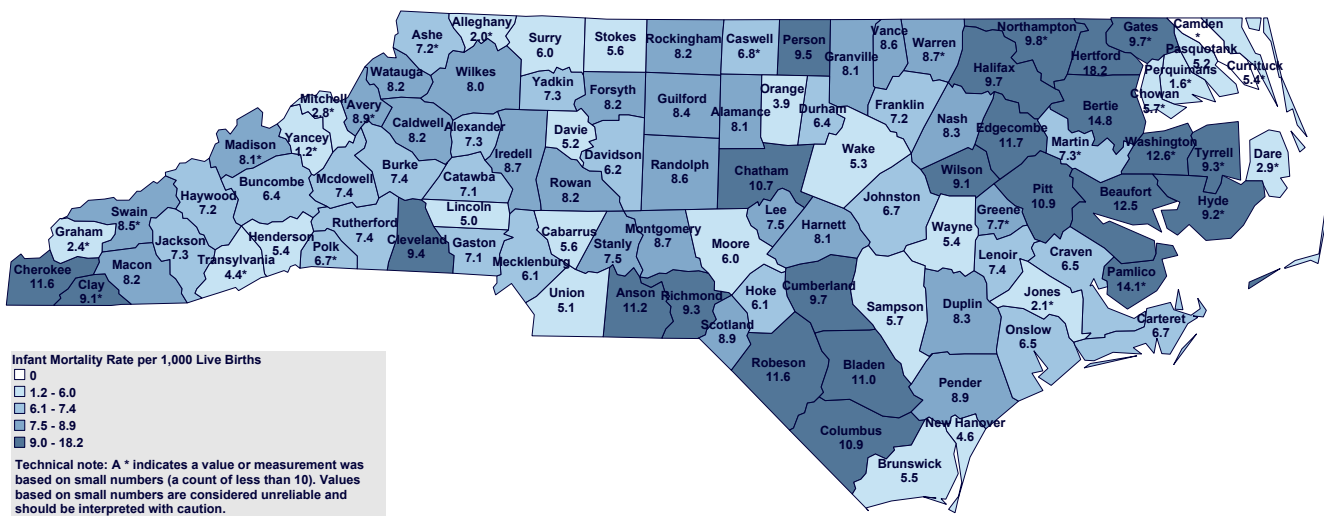 Alleghany
2.0*
Ashe
7.2*
Surry
6.0
Stokes
5.6
Rockingham
8.2
Caswell
6.8*
Person
9.5
Granville
8.1
Vance
8.6
Warren
8.7*
Northampton
9.8*
Gates
9.7*
Camden
*
Pasquotank
5.2
Currituck
5.4*
Perquimans
1.6*
Chowan
5.7*
Hertford
18.2
Halifax
9.7
Bertie
14.8
Watauga
8.2
Wilkes
8.0
Yadkin
7.3
Forsyth
8.2
Guilford
8.4
Alamance
8.1
Orange
3.9
Durham
6.4
Franklin
7.2
Nash
8.3
Edgecombe
11.7
Martin
7.3*
Washington
12.6*
Tyrrell
9.3*
Dare
2.9*
Mitchell
2.8*
Avery
8.9*
Caldwell
8.2
Alexander
7.3
Iredell
8.7
Davie
5.2
Davidson
6.2
Randolph
8.6
Chatham
10.7
Wake
5.3
Wilson
9.1
Pitt
10.9
Beaufort
12.5
Hyde
9.2*
Madison
8.1*
Yancey
1.2*
Burke
7.4
Catawba
7.1
Rowan
8.2
Buncombe
6.4
Mcdowell
7.4
Haywood
7.2
Lincoln
5.0
Johnston
6.7
Greene
7.7*
Swain
8.5*
Graham
2.4*
Jackson
7.3
Henderson
5.4
Transylvania
4.4*
Polk
6.7*
Rutherford
7.4
Cleveland
9.4
Gaston
7.1
Mecklenburg
6.1
Cabarrus
5.6
Stanly
7.5
Montgomery
8.7
Moore
6.0
Lee
7.5
Harnett
8.1
Wayne
5.4
Lenoir
7.4
Craven
6.5
Pamlico
14.1*
Cherokee
11.6
Clay
9.1*
Macon
8.2
Union
5.1
Anson
11.2
Richmond
9.3
Hoke
6.1
Cumberland
9.7
Sampson
5.7
Duplin
8.3
Jones
2.1*
Onslow
6.5
Carteret
6.7
Scotland
8.9
Robeson
11.6
Bladen
11.0
Pender
8.9
Columbus
10.9
New Hanover
4.6
Brunswick
5.5
Infant Mortality Rate per 1,000 Live Births
0
1.2 - 6.0
6.1 - 7.4
7.5 - 8.9
9.0 - 18.2
Technical note: A * indicates a value or measurement was
based on small numbers (a count of less than 10). Values
based on small numbers are considered unreliable and
should be interpreted with caution.